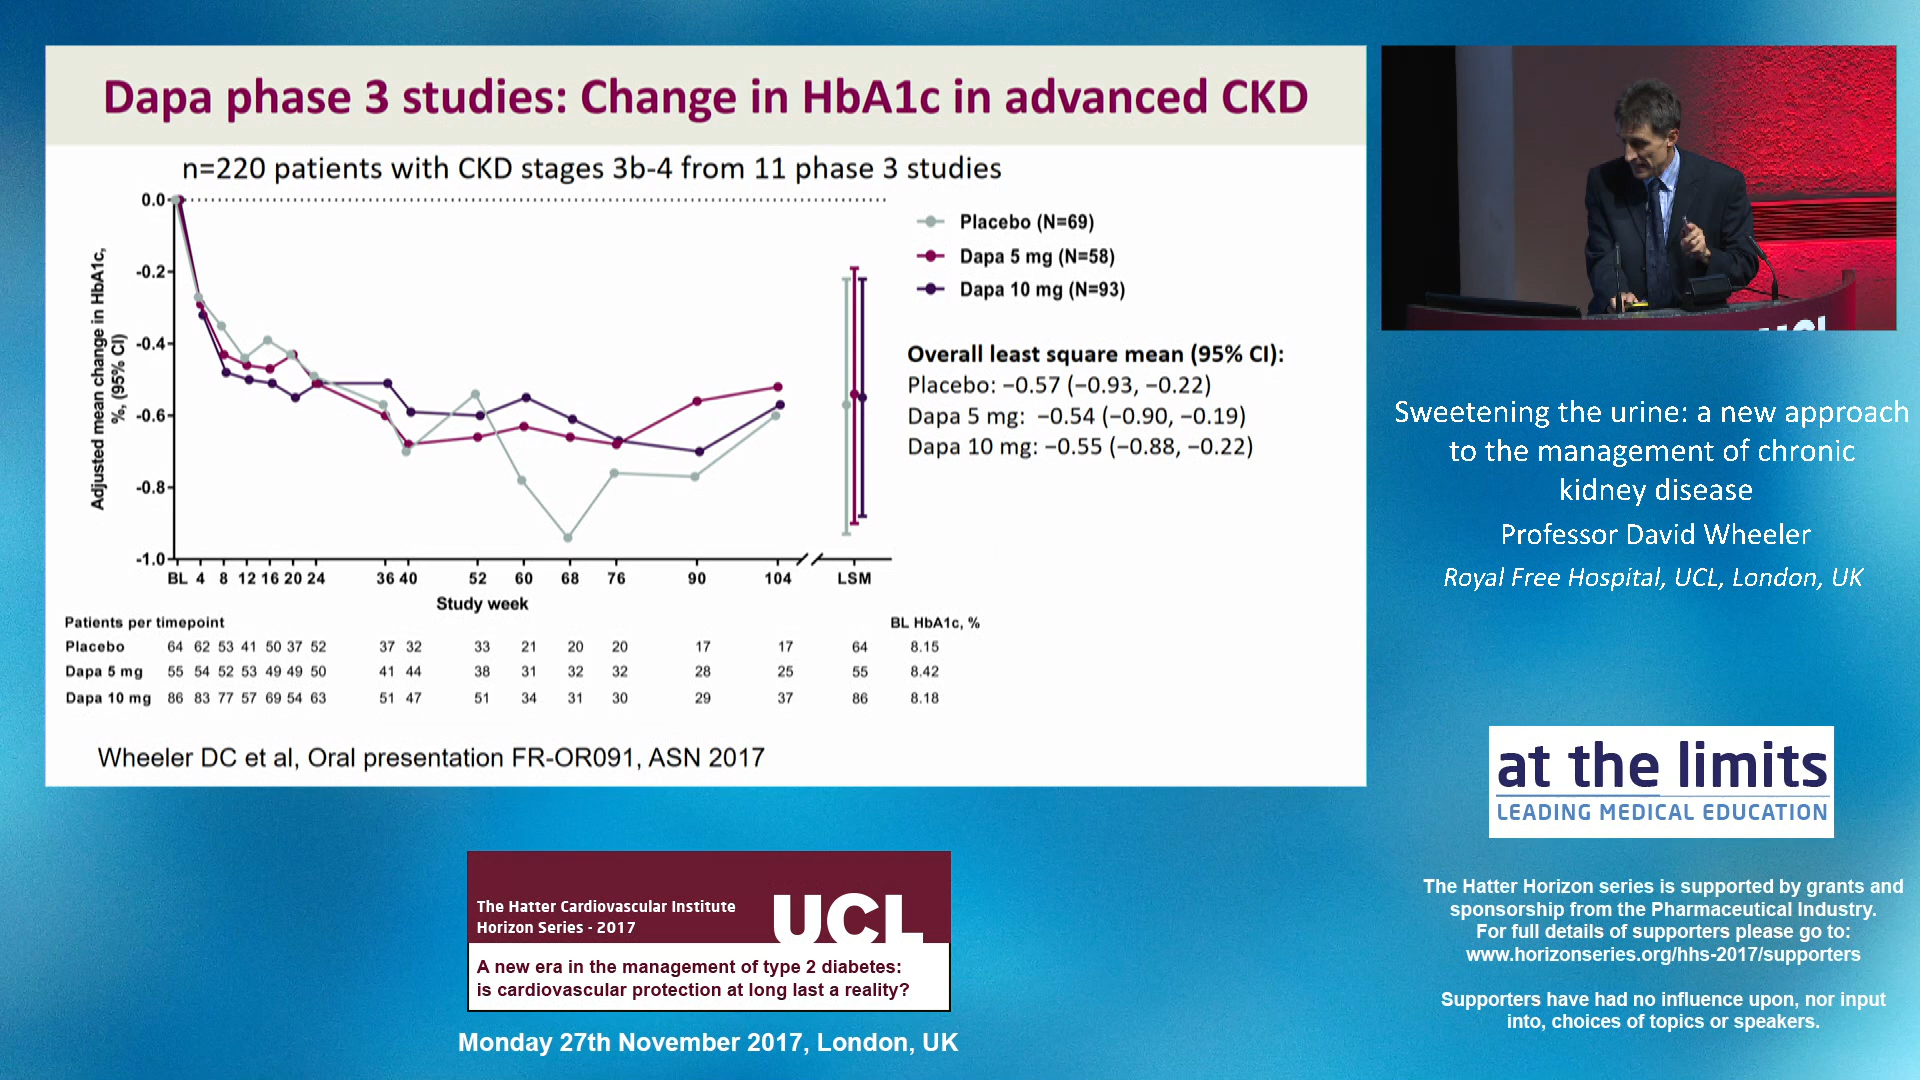 Dapa phase 3 studies: Change in HbA1c in advanced CKD
n=220 patients with CKD stages 3b-4 from 11 phase 3 studies
Adjusted mean change in HbA1c,
%, (95% CI)
0.0
-0.2
-0.4
-0.6
-0.8
-1.0
BL 4 8 12 16 20 24 36 40 52 60 68 76 90 104 LSM
Study week
Placebo (N=69)
Dapa 5 mg (N=58)
Dapa 10 mg (N=93)
Overall least square mean (95% CI):
Placebo: −0.57 (−0.93, −0.22)
Dapa 5 mg: −0.54 (−0.90, −0.19)
Dapa 10 mg: −0.55 (−0.88, −0.22)
Patients per timepoint BL HbA1c, %
Placebo 64 62 53 41 50 37 52 37 32 33 21 20 20 17 17 64 8.15
Dapa 5 mg 55 54 52 53 49 49 50 41 44 38 31 32 32 28 25 55 8.42
Dapa 10 mg 86 83 77 57 69 54 63 51 47 51 34 31 30 29 37 86 8.18
Wheeler DC et al, Oral presentation FR-OR091, ASN 2017
UCL
Sweetening the urine: a new approach
to the management of chronic
kidney disease
Professor David Wheeler
Royal Free Hospital, UCL, London, UK
at the limits
LEADING MEDICAL EDUCATION
The Hatter Horizon series is supported by grants and
sponsorship from the Pharmaceutical Industry.
For full details of supporters please go to:
www.horizonseries.org/hhs-2017/supporters
Supporters have had no influence upon, nor input
into, choices of topics or speakers.
The Hatter Cardiovascular Institute
Horizon Series - 2017
UCL
A new era in the management of type 2 diabetes:
is cardiovascular protection at long last a reality?
Monday 27th November 2017, London, UK